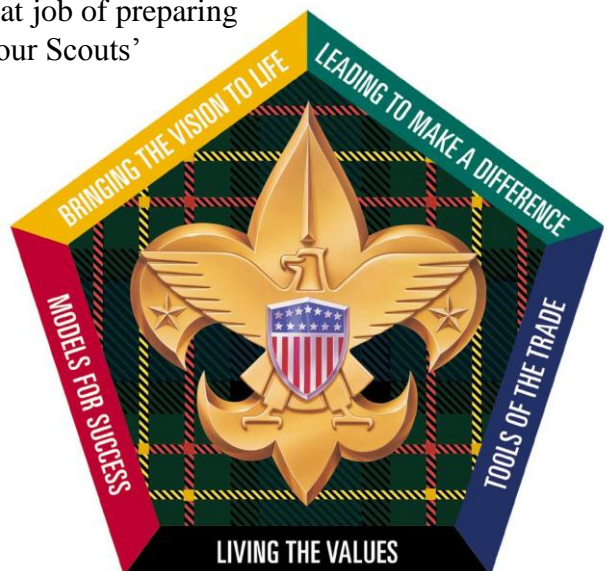 at job of preparing
our Scouts’
BRINGING THE VISION TO LIFE
LEADING TO MAKE A DIFFERENCE
MODELS FOR SUCCESS
TOOLS OF THE TRADE
LIVING THE VALUES